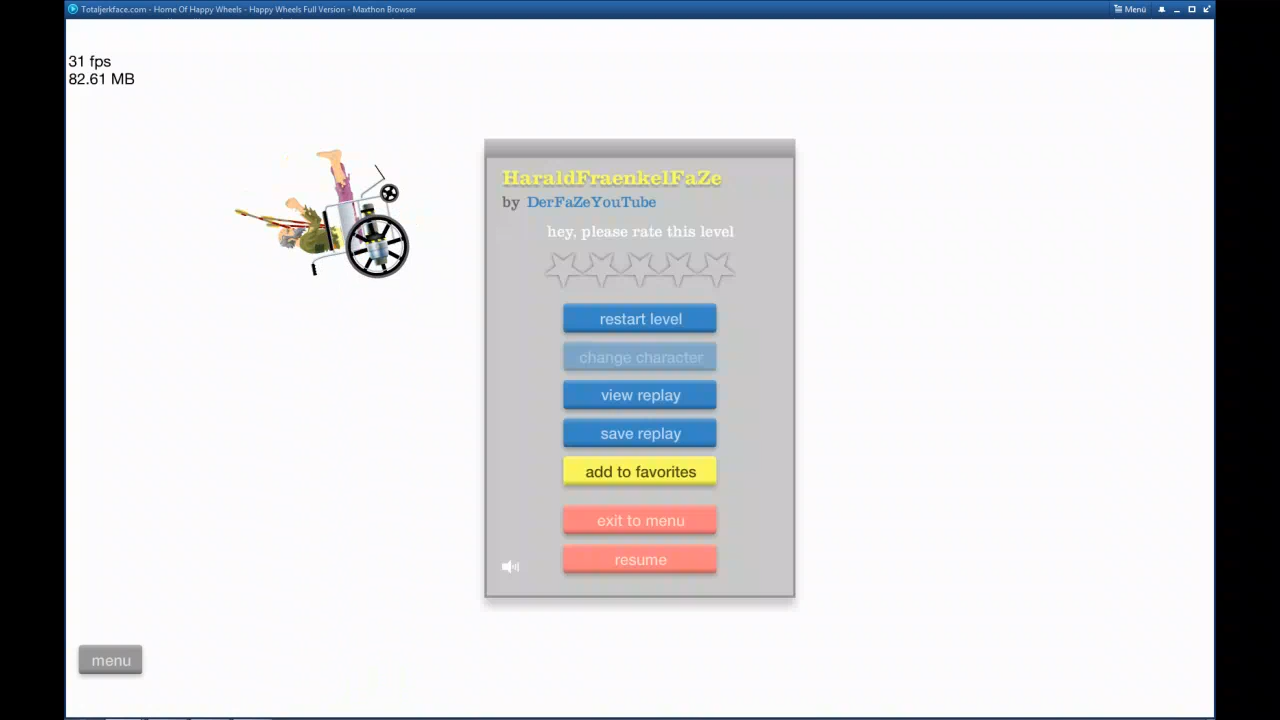 Totaljerkface.com - Home Of Happy Wheels - Happy Wheels Full Version - Maxthon Browser
Menü
31 fps
82.61 MB
HaraldFraenkelFaZe
by DerFaZeYouTube
hey, please rate this level
restart level
change character
view replay
save replay
add to favorites
exit to menu
resume
menu